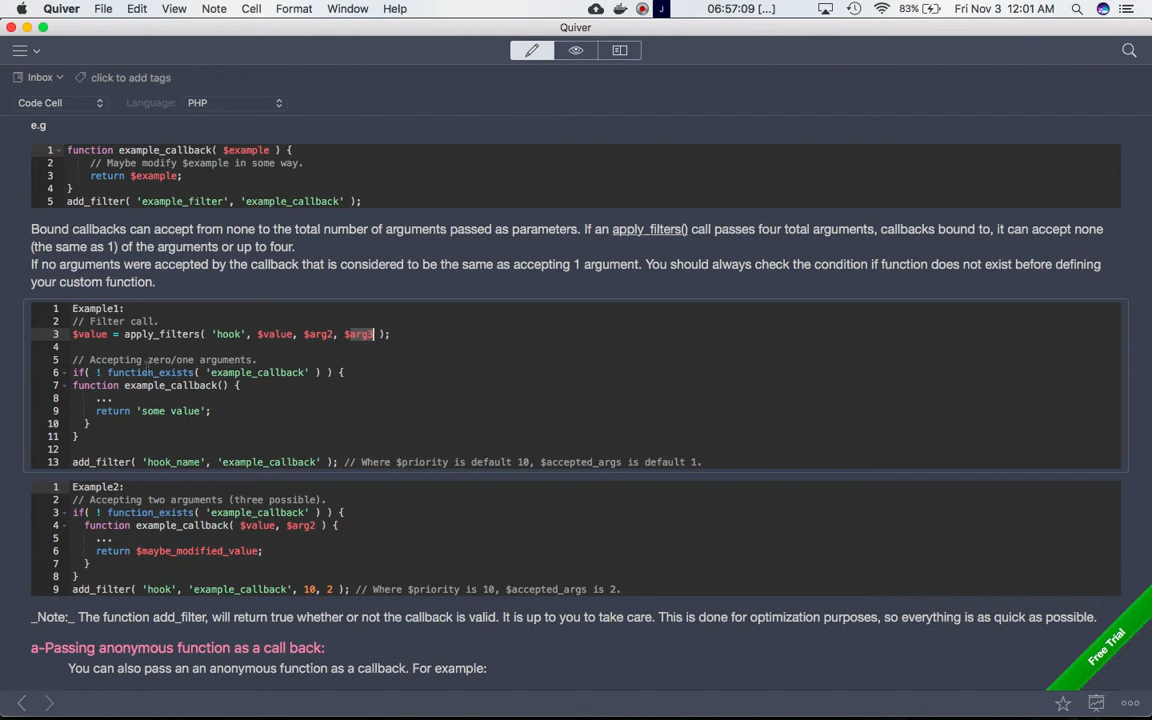 Quiver File Edit View Note Cell Format Window Help 06:57:09 [...] 83% Fri Nov 3 12:01 AM
Quiver
Inbox click to add tags
Code Cell Language: PHP
e.g
1 function example_callback( $example ) {
2 // Maybe modify $example in some way.
3 return $example;
4 }
5 add_filter( 'example_filter', 'example_callback' );
Bound callbacks can accept from none to the total number of arguments passed as parameters. If an apply_filters() call passes four total arguments, callbacks bound to, it can accept none
(the same as 1) of the arguments or up to four.
If no arguments were accepted by the callback that is considered to be the same as accepting 1 argument. You should always check the condition if function does not exist before defining
your custom function.
1 Example1:
2 // Filter call.
3 $value = apply_filters( 'hook', $value, $arg2, $arg3 );
4
5 // Accepting zero/one arguments.
6 if( ! function_exists( 'example_callback' ) ) {
7 function example_callback() {
8 ...
9 return 'some value';
10 }
11 }
12
13 add_filter( 'hook_name', 'example_callback' ); // Where $priority is default 10, $accepted_args is default 1.
1 Example2:
2 // Accepting two arguments (three possible).
3 if( ! function_exists( 'example_callback' ) ) {
4 function example_callback( $value, $arg2 ) {
5 ...
6 return $maybe_modified_value;
7 }
8 }
9 add_filter( 'hook', 'example_callback', 10, 2 ); // Where $priority is 10, $accepted_args is 2.
_Note:_ The function add_filter, will return true whether or not the callback is valid. It is up to you to take care. This is done for optimization purposes, so everything is as quick as possible.
a-Passing anonymous function as a call back:
You can also pass an an anonymous function as a callback. For example:
Free Trial